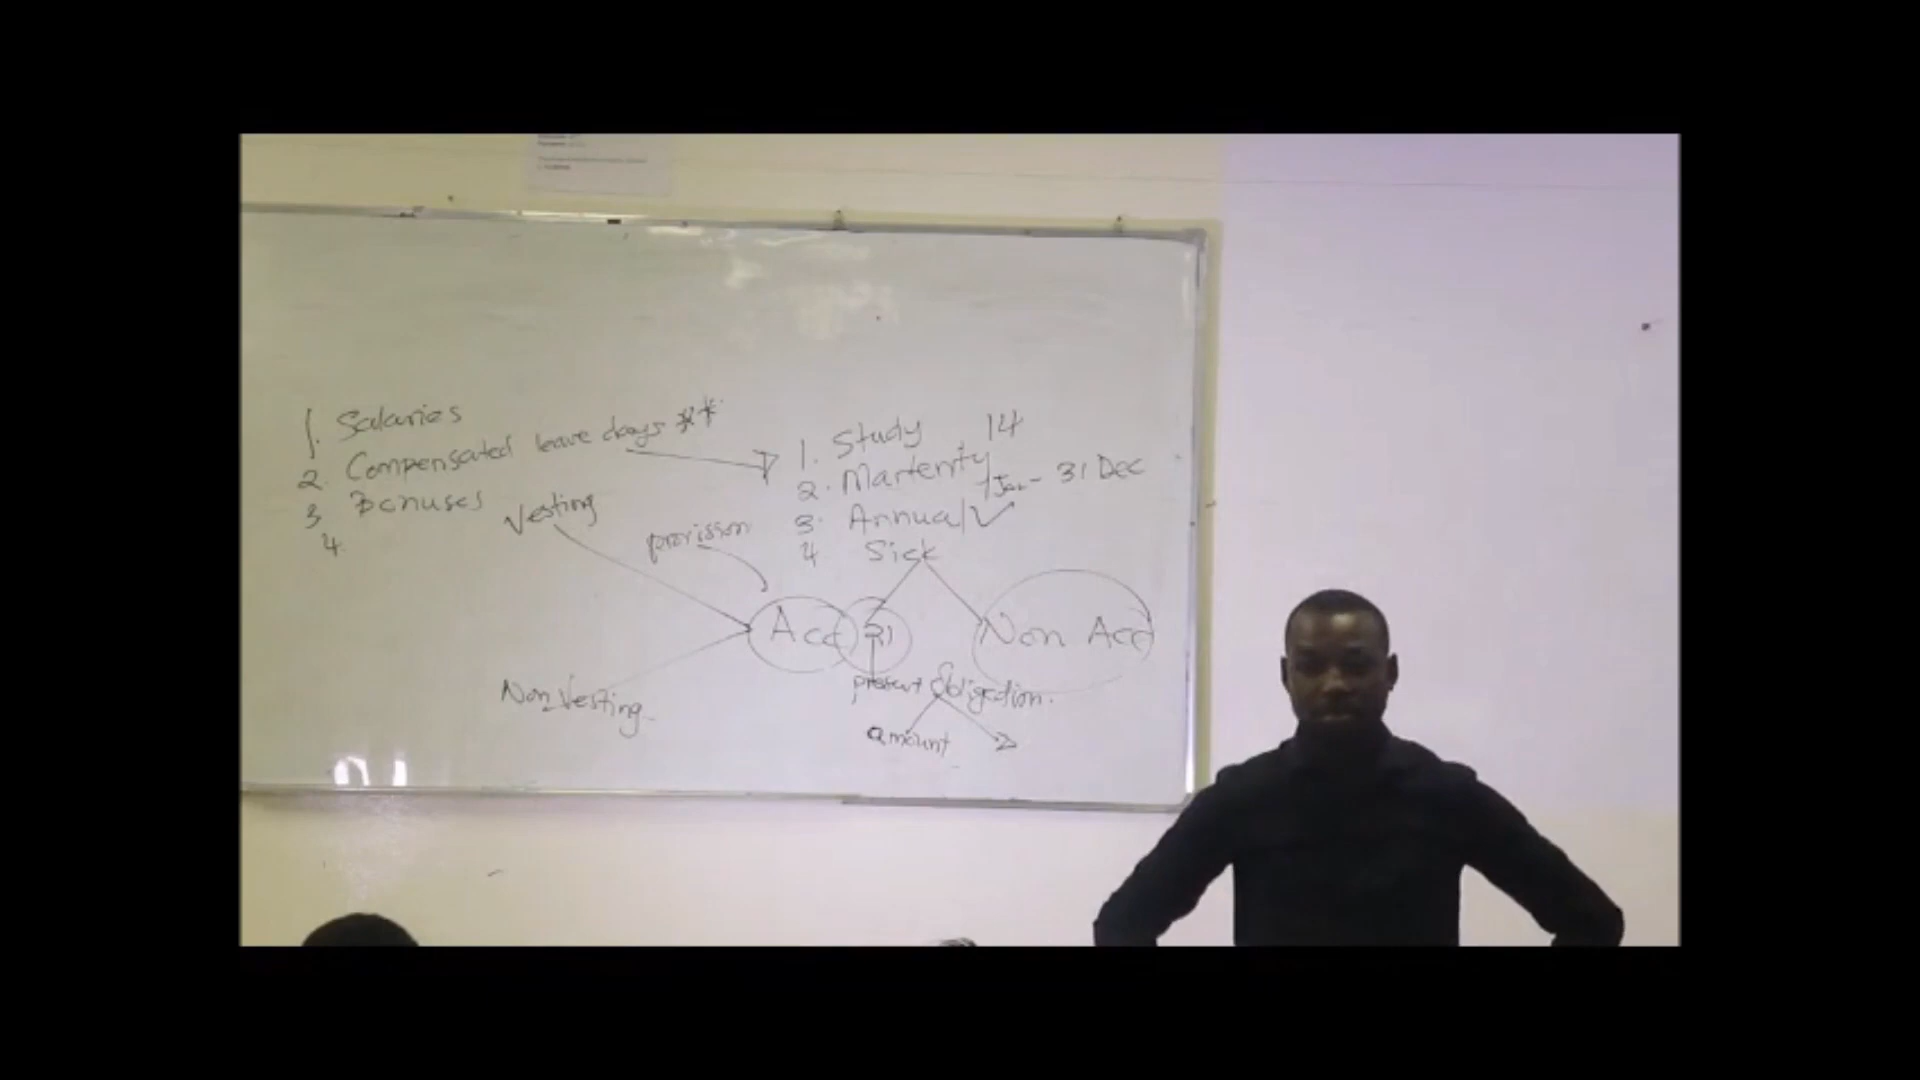 1. Salaries
2. Compensated leave days **
3 Bonuses
4.
1. Study 14
2. Marternity
1 Jan - 31 Dec
3. Annual ✓
4 Sick
Vesting
provision
Acc
31
Non Acc
present obligation.
amount
Non Vesting